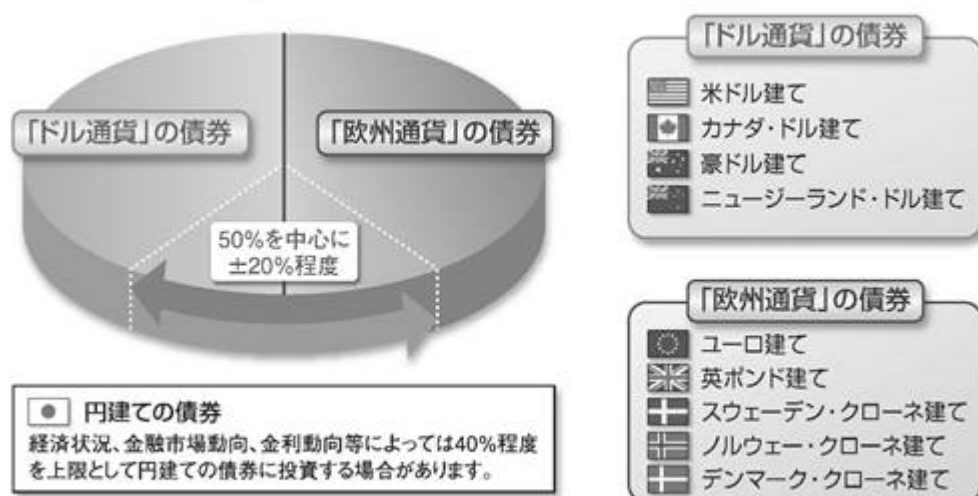 「ドル通貨」の債券
「欧州通貨」の債券
50%を中心に
±20%程度
円建ての債券
経済状況、金融市場動向、金利動向等によっては40%程度
を上限として円建ての債券に投資する場合があります。
「ドル通貨」の債券
米ドル建て
カナダ・ドル建て
豪ドル建て
ニュージーランド・ドル建て
「欧州通貨」の債券
ユーロ建て
英ポンド建て
スウェーデン・クローネ建て
ノルウェー・クローネ建て
デンマーク・クローネ建て